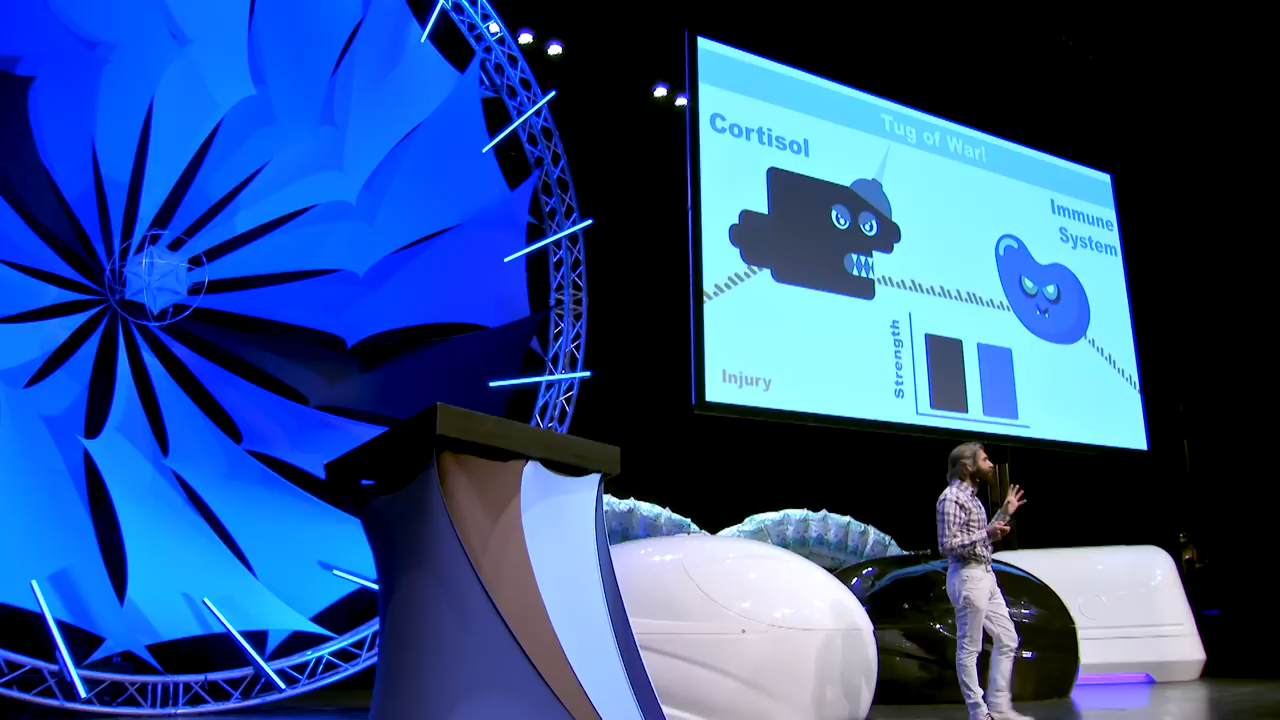 Tug of War!
Cortisol
Immune
System
Strength
Injury